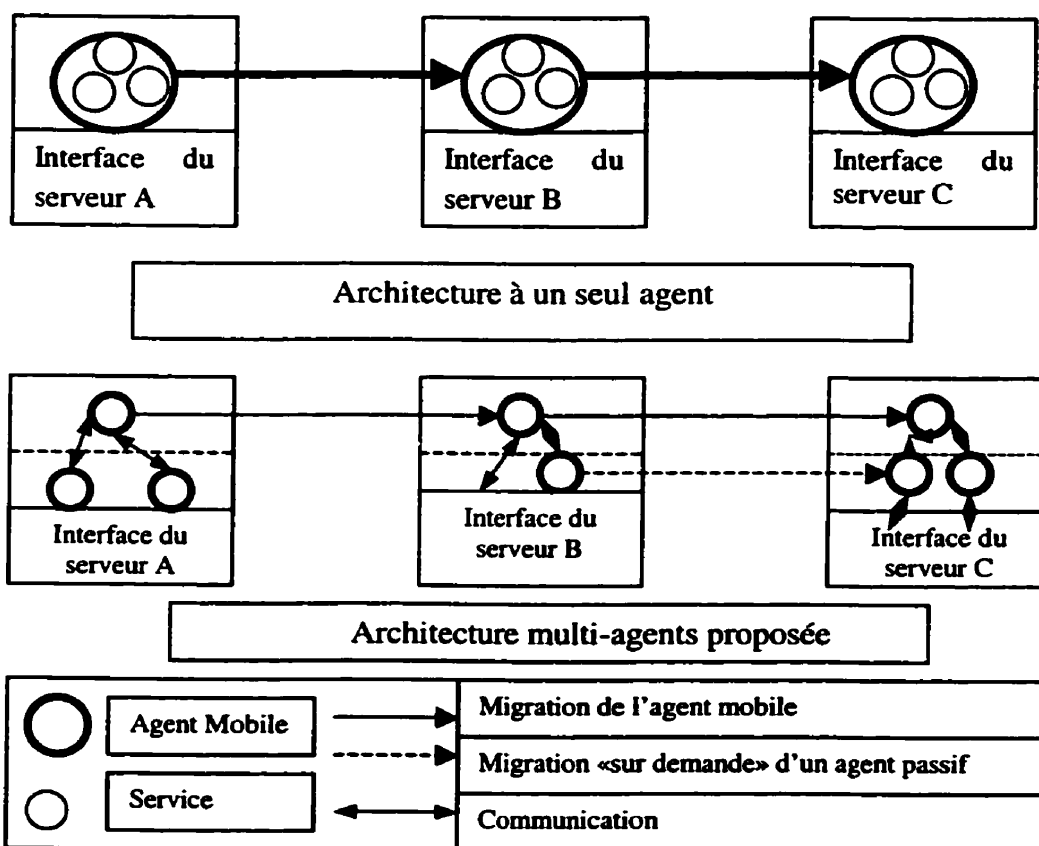 Interface du
serveur A
Interface du
serveur B
Interface du
serveur C
Architecture à un seul agent
Interface du
serveur A
Interface du
serveur B
Interface du
serveur C
Architecture multi-agents proposée
Agent Mobile
Service
Migration de l'agent mobile
Migration «sur demande» d'un agent passif
Communication